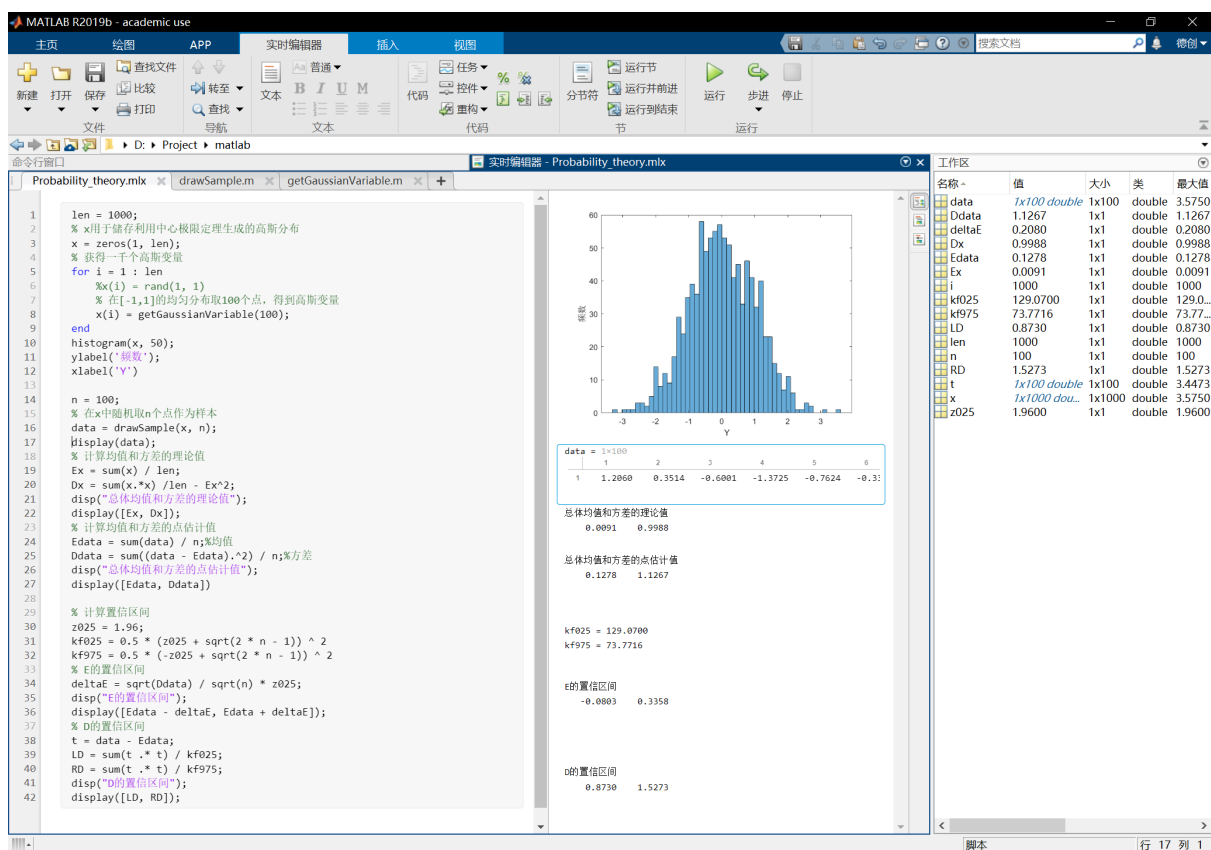 MATLAB R2019b - academic use
主页 绘图 APP 实时编辑器 插入 视图 搜索文档 德创
新建 打开 保存 查找文件 比较 打印
转至 查找
文本 普通 B I U M
代码 任务 控件 重构
分节符 运行节 运行并前进 运行到结束
运行 步进 停止
文件 导航 文本 代码 节 运行
D: Project matlab
命令行窗口
实时编辑器 - Probability_theory.mlx
工作区
Probability_theory.mlx drawSample.m getGaussianVariable.m +
1 len = 1000;
2 % x用于储存利用中心极限定理生成的高斯分布
3 x = zeros(1, len);
4 % 获得一千个高斯变量
5 for i = 1 : len
6 %x(i) = rand(1, 1)
7 % 在[-1,1]的均匀分布取100个点，得到高斯变量
8 x(i) = getGaussianVariable(100);
9 end
10 histogram(x, 50);
11 ylabel('频数');
12 xlabel('Y')
13
14 n = 100;
15 % 在x中随机取n个点作为样本
16 data = drawSample(x, n);
17 display(data);
18 % 计算均值和方差的理论值
19 Ex = sum(x) / len;
20 Dx = sum(x.*x) /len - Ex^2;
21 disp("总体均值和方差的理论值");
22 display([Ex, Dx]);
23 % 计算均值和方差的点估计值
24 Edata = sum(data) / n;%均值
25 Ddata = sum((data - Edata).^2) / n;%方差
26 disp("总体均值和方差的点估计值");
27 display([Edata, Ddata])
28
29 % 计算置信区间
30 z025 = 1.96;
31 kf025 = 0.5 * (z025 + sqrt(2 * n - 1)) ^ 2
32 kf975 = 0.5 * (-z025 + sqrt(2 * n - 1)) ^ 2
33 % E的置信区间
34 deltaE = sqrt(Ddata) / sqrt(n) * z025;
35 disp("E的置信区间");
36 display([Edata - deltaE, Edata + deltaE]);
37 % D的置信区间
38 t = data - Edata;
39 LD = sum(t .* t) / kf025;
40 RD = sum(t .* t) / kf975;
41 disp("D的置信区间");
42 display([LD, RD]);
60
50
40
30
20
10
0
频数
-3 -2 -1 0 1 2 3
Y
data = 1×100
1 2 3 4 5 6
1 1.2060 0.3514 -0.6001 -1.3725 -0.7624
总体均值和方差的理论值
0.0091 0.9988
总体均值和方差的点估计值
0.1278 1.1267
kf025 = 129.0700
kf975 = 73.7716
E的置信区间
-0.0803 0.3358
D的置信区间
0.8730 1.5273
名称 值 大小 类 最大值
data 1x100 double 1x100 double 3.5750
Ddata 1.1267 1x1 double 1.1267
deltaE 0.2080 1x1 double 0.2080
Dx 0.9988 1x1 double 0.9988
Edata 0.1278 1x1 double 0.1278
Ex 0.0091 1x1 double 0.0091
i 1000 1x1 double 1000
kf025 129.0700 1x1 double 129.0...
kf975 73.7716 1x1 double 73.77...
LD 0.8730 1x1 double 0.8730
len 1000 1x1 double 1000
n 100 1x1 double 100
RD 1.5273 1x1 double 1.5273
t 1x100 double 1x100 double 3.4473
x 1x1000 dou... 1x1000 double 3.5750
z025 1.9600 1x1 double 1.9600
脚本 行 17 列 1